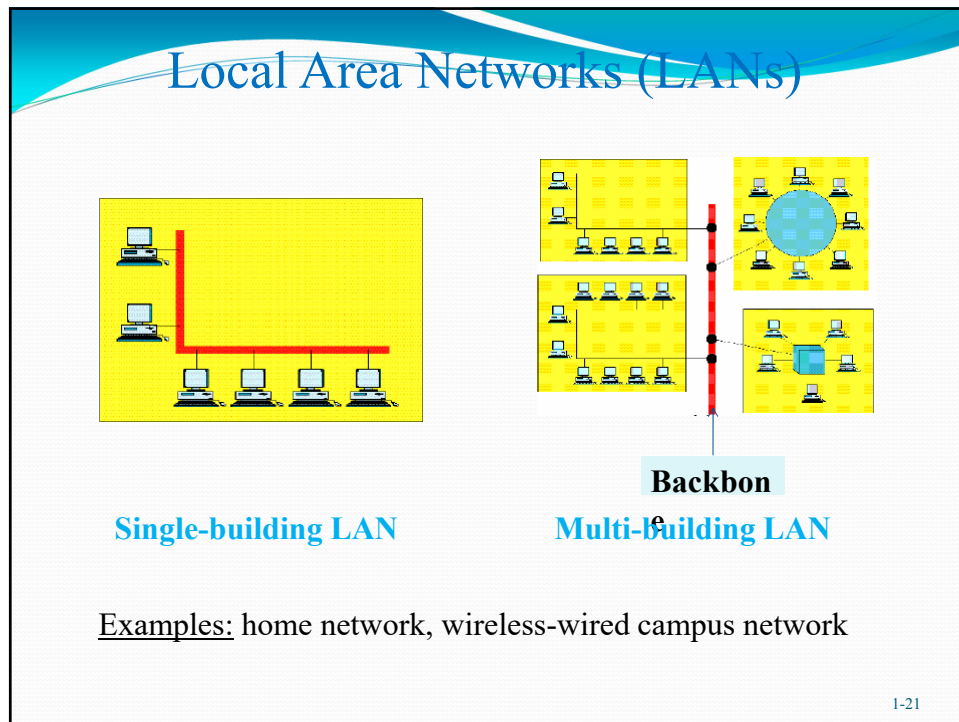 Local Area Networks (LANs)
Backbon
e
Single-building LAN
Multi-building LAN
Examples: home network, wireless-wired campus network
1-21